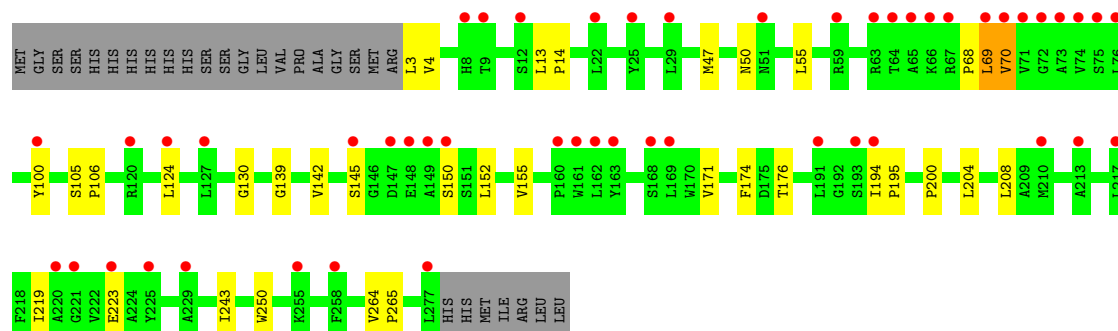 MET GLY SER SER HIS HIS HIS HIS HIS HIS SER SER GLY LEU VAL PRO ALA GLY SER MET ARG L3 V4 H8 T9 S12 L13 P14 L22 Y25 L29 M47 N50 N51 L55 R59 R63 T64 A65 K66 R67 P68 L69 V70 V71 G72 A73 V74 S75 L76
Y100 S105 P106 R120 L124 L127 G130 G139 V142 S145 G146 D147 E148 A149 S150 S151 L152 V155 P160 W161 L162 Y163 S168 L169 W170 V171 F174 D175 T176 L191 G192 S193 I194 P195 P200 L204 L208 A209 M210 A213
F218 I219 A220 G221 V222 E223 A224 Y225 A229 I243 W250 K255 F258 V264 P265 L277 HIS HIS MET ILE ARG LEU LEU